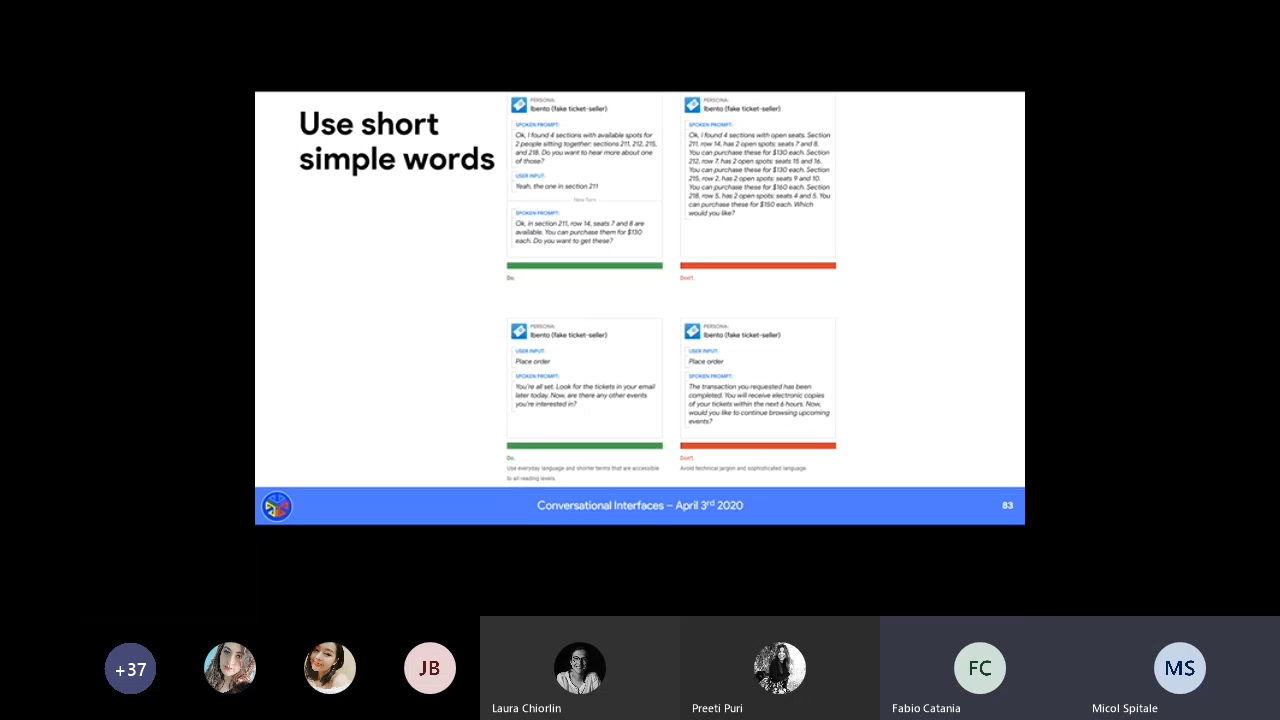 Use short
simple words
PERSONA:
Ibento (fake ticket-seller)
SPOKEN PROMPT:
Ok, I found 4 sections with available spots for
2 people sitting together: sections 211, 212, 215,
and 218. Do you want to hear more about one
of those?
USER INPUT:
Yeah, the one in section 211
New Turn
SPOKEN PROMPT:
Ok, in section 211, row 14, seats 7 and 8 are
available. You can purchase them for $130
each. Do you want to get these?
Do.
PERSONA:
Ibento (fake ticket-seller)
SPOKEN PROMPT:
Ok, I found 4 sections with open seats. Section
211, row 14, has 2 open spots: seats 7 and 8.
You can purchase these for $130 each. Section
212, row 7, has 2 open spots: seats 15 and 16.
You can purchase these for $130 each. Section
215, row 2, has 2 open spots: seats 9 and 10.
You can purchase these for $160 each. Section
218, row 5, has 2 open spots: seats 4 and 5. You
can purchase these for $150 each. Which
would you like?
Don't.
PERSONA:
Ibento (fake ticket-seller)
USER INPUT:
Place order
SPOKEN PROMPT:
You're all set. Look for the tickets in your email
later today. Now, are there any other events
you're interested in?
Do.
Use everyday language and shorter terms that are accessible
to all reading levels.
PERSONA:
Ibento (fake ticket-seller)
USER INPUT:
Place order
SPOKEN PROMPT:
The transaction you requested has been
completed. You will receive electronic copies
of your tickets within the next 6 hours. Now,
would you like to continue browsing upcoming
events?
Don't.
Avoid technical jargon and sophisticated language.
Conversational Interfaces – April 3rd 2020
83
+37
JB
FC
MS
Laura Chiorlin
Preeti Puri
Fabio Catania
Micol Spitale